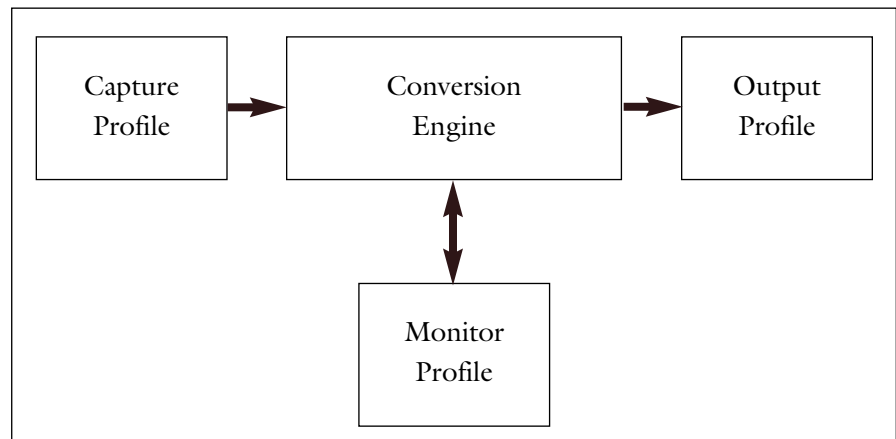 Capture
Profile
Conversion
Engine
Output
Profile
Monitor
Profile